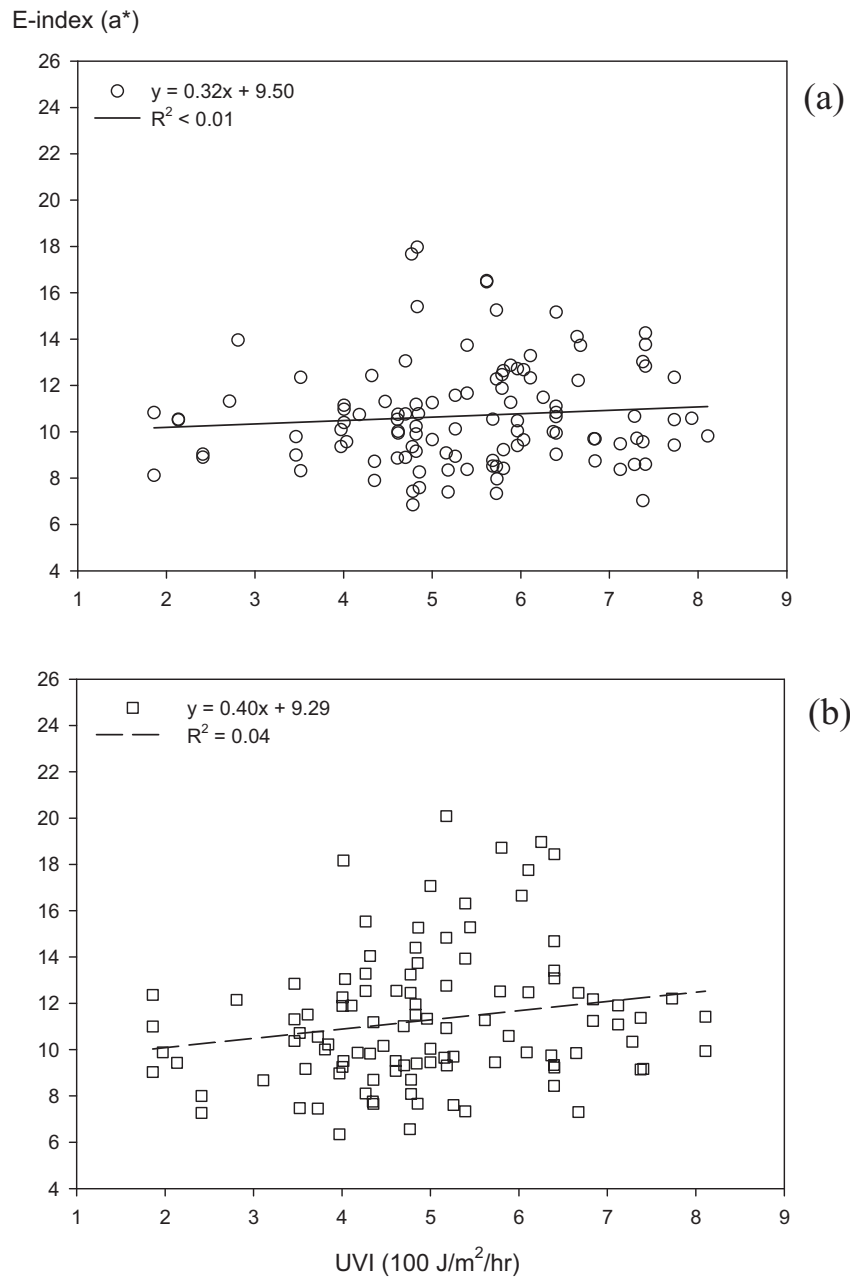 E-index (a*)
26
24
22
20
18
16
14
12
10
8
6
4
y = 0.32x + 9.50
R² < 0.01
(a)
1 2 3 4 5 6 7 8 9
26
24
22
20
18
16
14
12
10
8
6
4
y = 0.40x + 9.29
R² = 0.04
(b)
1 2 3 4 5 6 7 8 9
UVI (100 J/m²/hr)